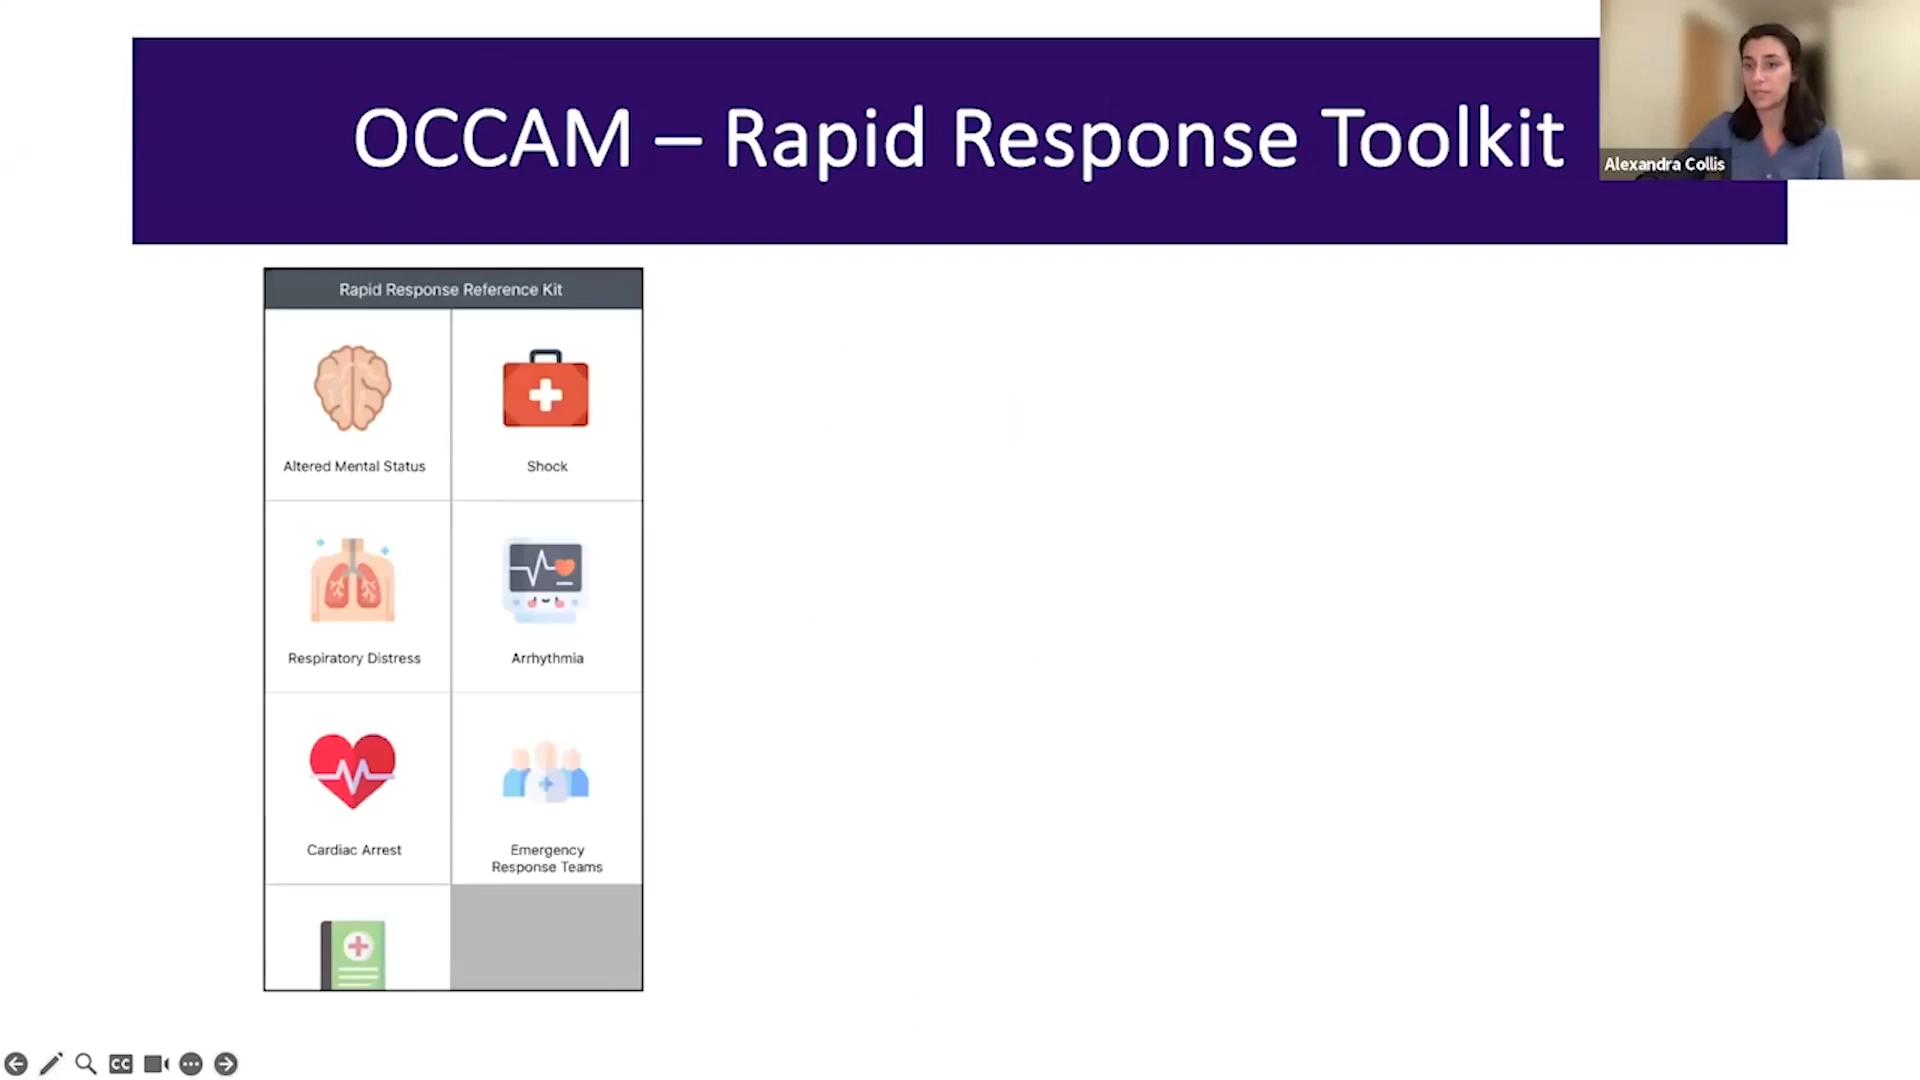 OCCAM – Rapid Response Toolkit
Alexandra Collis
Rapid Response Reference Kit
Altered Mental Status
Shock
Respiratory Distress
Arrhythmia
Cardiac Arrest
Emergency
Response Teams
CC